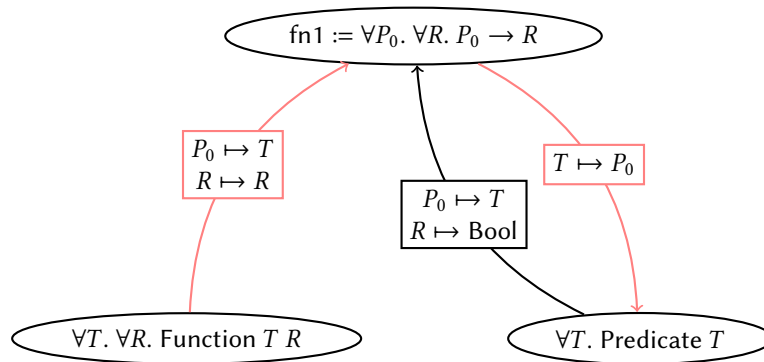 fn1 := ∀P₀. ∀R. P₀ → R
P₀ ↦ T
R ↦ R
T ↦ P₀
P₀ ↦ T
R ↦ Bool
∀T. ∀R. Function T R
∀T. Predicate T